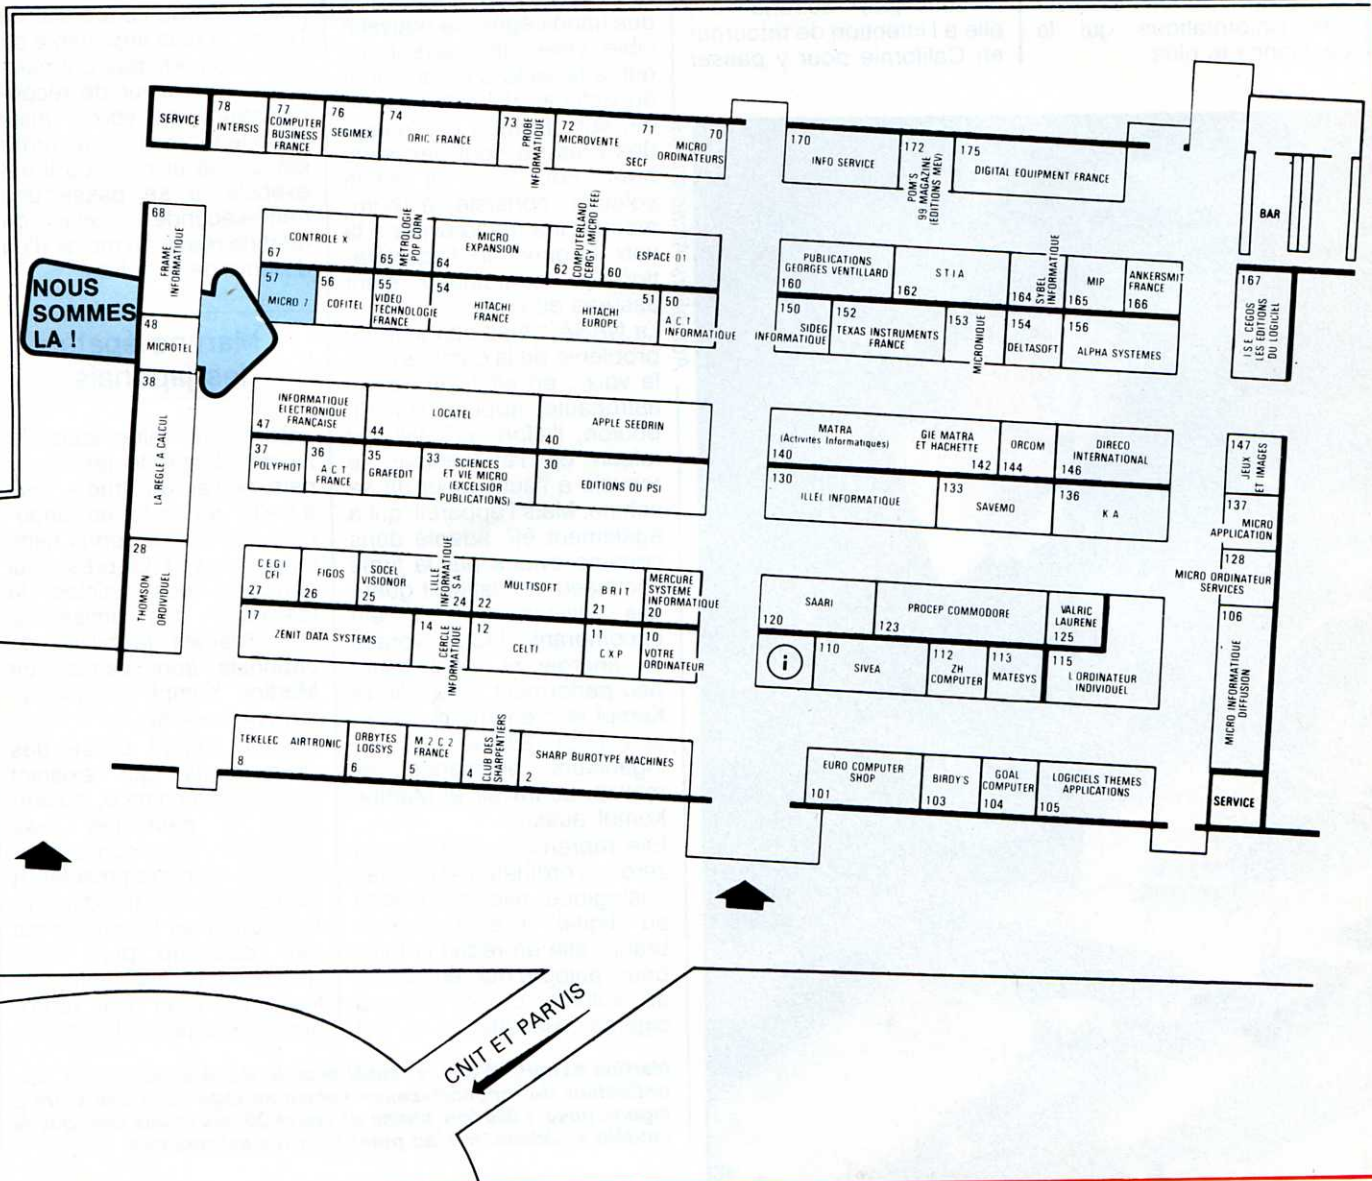 SERVICE
78
INTERSIS
77
COMPUTER
BUSINESS
FRANCE
76
SEGIMEX
74
ORIC FRANCE
73
PROBE
INFORMATIQUE
72
MICROVENTE
71
SECF
70
MICRO
ORDINATEURS
170
INFO SERVICE
172
POM'S
99 MAGAZINE
(EDITIONS MEV)
175
DIGITAL EQUIPMENT FRANCE
BAR
68
FRAME
INFORMATIQUE
CONTROLE X
67
65
METROLOGIE
POP CORN
MICRO
EXPANSION
64
62
COMPUTERLAND
CERGY (MICRO FEE)
60
ESPACE 01
PUBLICATIONS
GEORGES VENTILLARD
160
STIA
162
164
SYBEL
INFORMATIQUE
MIP
165
ANKERSMIT
FRANCE
166
167
I S E CEGOS
LES EDITIONS
DU LOGICIEL
NOUS
SOMMES
LA !
57
MICRO 7
56
COFITEL
55
VIDEO
TECHNOLOGIE
FRANCE
54
HITACHI
FRANCE
HITACHI
EUROPE
51
50
A C T
INFORMATIQUE
150
SIDEG
INFORMATIQUE
152
TEXAS INSTRUMENTS
FRANCE
153
MICRONIQUE
154
DELTASOFT
156
ALPHA SYSTEMES
48
MICROTEL
38
LA REGLE A CALCUL
INFORMATIQUE
ELECTRONIQUE
FRANCAISE
47
LOCATEL
44
APPLE SEEDRIN
40
MATRA
(Activités Informatiques)
140
GIE MATRA
ET HACHETTE
142
ORCOM
144
DIRECO
INTERNATIONAL
146
147
JEUX
ET IMAGES
37
POLYPHOT
36
A C T
FRANCE
35
GRAFEDIT
33
SCIENCES
ET VIE MICRO
(EXCELSIOR
PUBLICATIONS)
30
EDITIONS DU PSI
130
ILLEL INFORMATIQUE
133
SAVEMO
136
K A
137
MICRO
APPLICATION
128
MICRO ORDINATEUR
SERVICES
28
THOMSON
ORDIVIDUEL
C E G I
CFI
27
FIGOS
26
SOCEL
VISIONOR
25
ILLEL
INFORMATIQUE
S A
24
MULTISOFT
22
B R I T
21
MERCURE
SYSTEME
INFORMATIQUE
20
SAARI
120
PROCEP COMMODORE
123
VALRIC
LAURENE
125
106
MICRO INFORMATIQUE
DIFFUSION
17
ZENIT DATA SYSTEMS
14
CERCLE
INFORMATIQUE
12
CELTI
11
C X P
10
VOTRE
ORDINATEUR
i
110
SIVEA
112
ZH
COMPUTER
113
MATESYS
115
L ORDINATEUR
INDIVIDUEL
TEKELEC AIRTRONIC
8
ORBYTES
LOGSYS
6
M 2 C 2
FRANCE
5
4
CLUB DES
SHARPENTIERS
SHARP BUROTYPE MACHINES
2
EURO COMPUTER
SHOP
101
BIRDY'S
103
GOAL
COMPUTER
104
LOGICIELS THEMES
APPLICATIONS
105
SERVICE
CNIT ET PARVIS